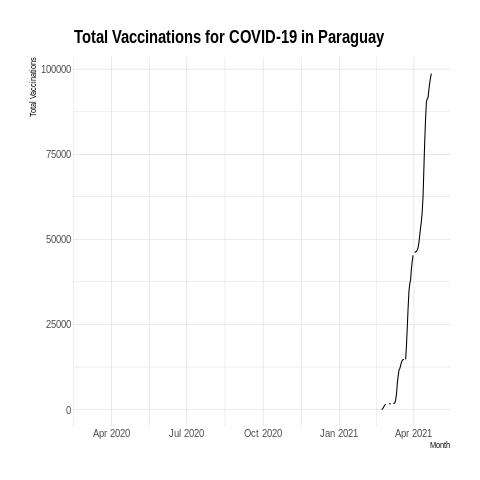 Total Vaccinations for COVID-19 in Paraguay
Total Vaccinations
100000
75000
50000
25000
0
Apr 2020 Jul 2020 Oct 2020 Jan 2021 Apr 2021
Month